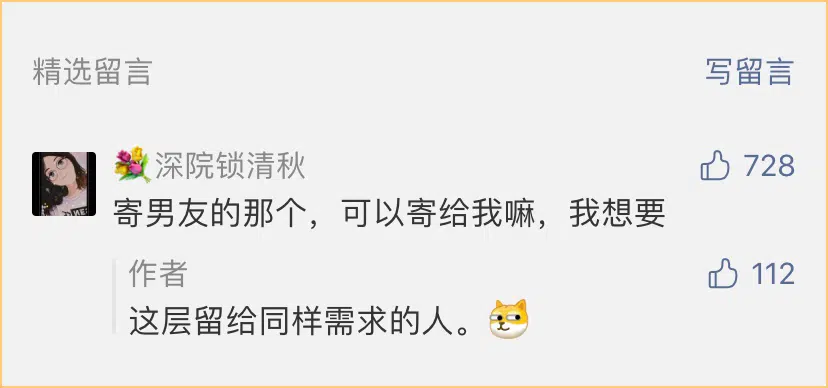 精选留言
写留言
深院锁清秋
728
寄男友的那个，可以寄给我嘛，我想要
作者
112
这层留给同样需求的人。